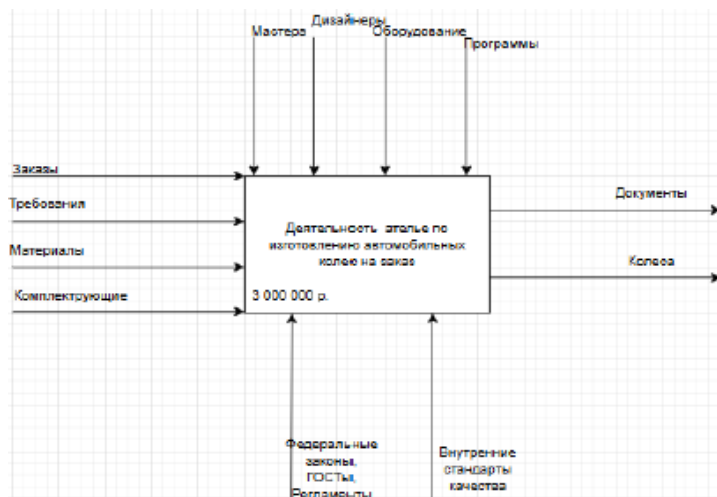 Дизайнеры
Мастера
Оборудование
Программы
Заказы
Требования
Материалы
Комплектующие
Деятельность ателье по
изготовлению автомобильных
колес на заказ
3 000 000 р.
Документы
Колеса
Федеральные
законы,
ГОСТы,
Регламенты
Внутренние
стандарты
качества